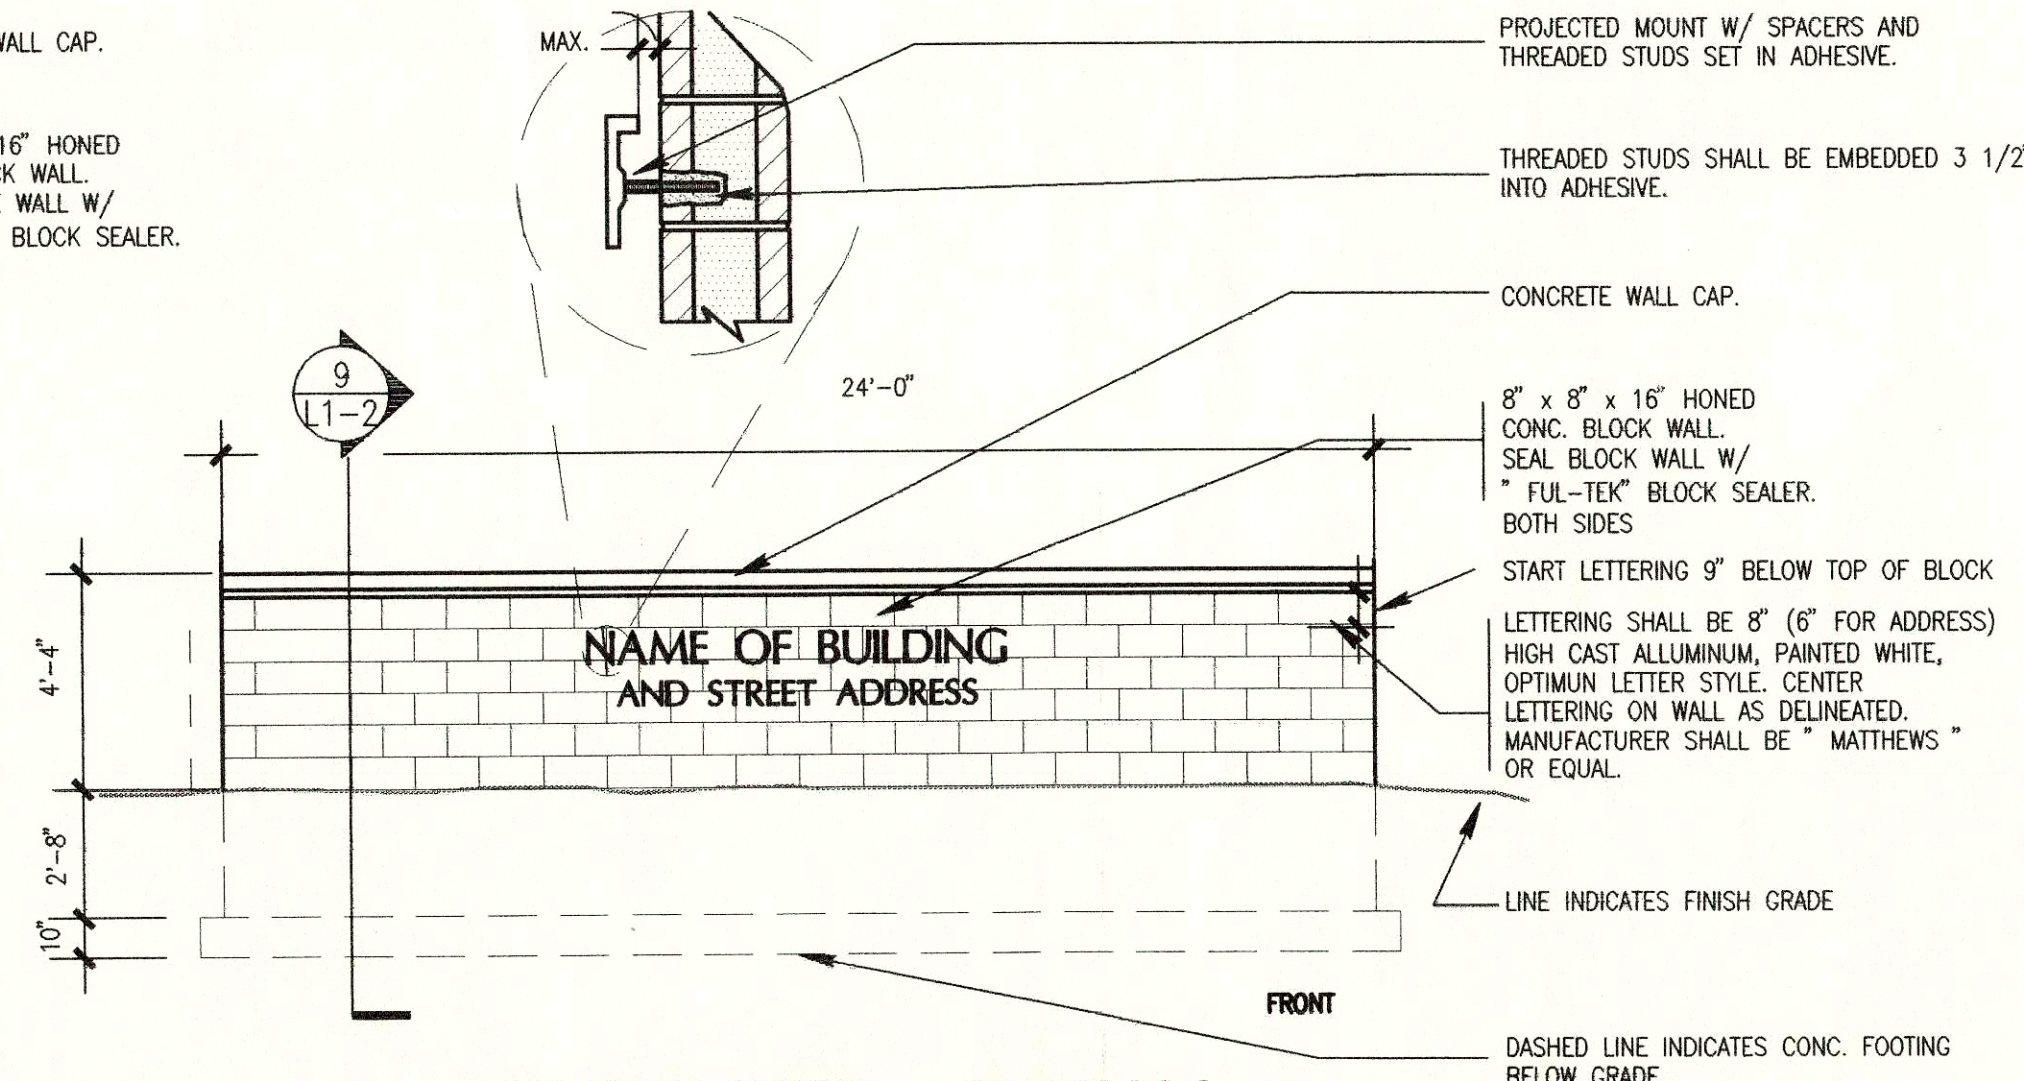 WALL CAP.
16" HONED
CK WALL.
WALL W/
BLOCK SEALER.
MAX.
PROJECTED MOUNT W/ SPACERS AND
THREADED STUDS SET IN ADHESIVE.
THREADED STUDS SHALL BE EMBEDDED 3 1/2"
INTO ADHESIVE.
CONCRETE WALL CAP.
9
L1-2
24'-0"
8" x 8" x 16" HONED
CONC. BLOCK WALL.
SEAL BLOCK WALL W/
" FUL-TEK" BLOCK SEALER.
BOTH SIDES
START LETTERING 9" BELOW TOP OF BLOCK
LETTERING SHALL BE 8" (6" FOR ADDRESS)
HIGH CAST ALLUMINUM, PAINTED WHITE,
OPTIMUN LETTER STYLE. CENTER
LETTERING ON WALL AS DELINEATED.
MANUFACTURER SHALL BE " MATTHEWS "
OR EQUAL.
NAME OF BUILDING
AND STREET ADDRESS
4'-4"
2'-8"
10"
LINE INDICATES FINISH GRADE
FRONT
DASHED LINE INDICATES CONC. FOOTING
BELOW GRADE